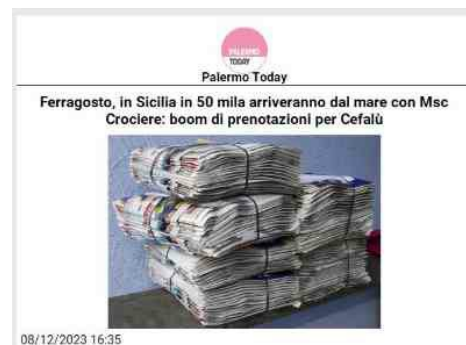 PALERMO
TODAY
Palermo Today
Ferragosto, in Sicilia in 50 mila arriveranno dal mare con Msc
Crociere: boom di prenotazioni per Cefalù
08/12/2023 16:35